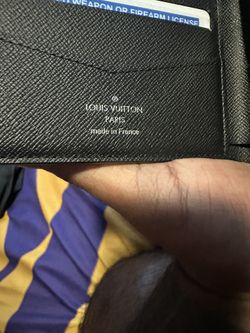 WEAPON OR FIREARM LICENSE
®
LOUIS VUITTON
PARIS
made in France